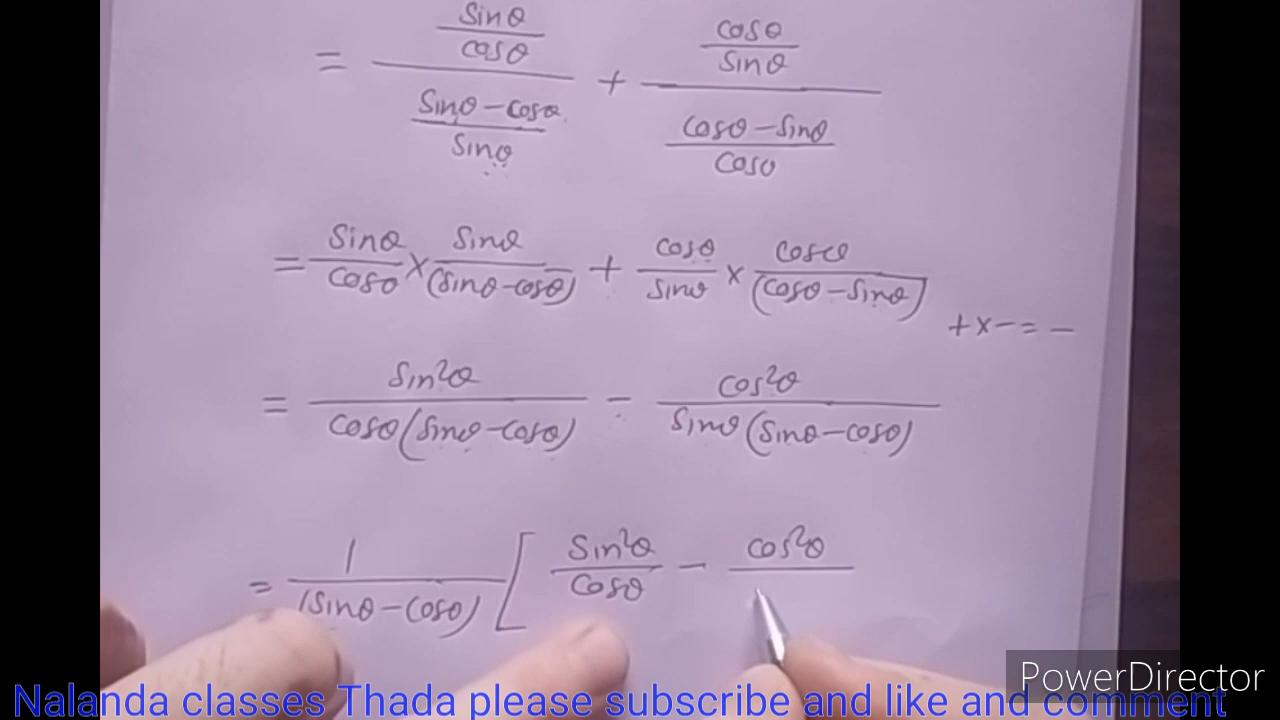 = (sinθ/cosθ)/((sinθ-cosθ)/sinθ) + (cosθ/sinθ)/((cosθ-sinθ)/cosθ)
= sinθ/cosθ × sinθ/(sinθ-cosθ) + cosθ/sinθ × cosθ/(cosθ-sinθ)
+×-=-
= sin²θ/cosθ(sinθ-cosθ) - cos²θ/sinθ(sinθ-cosθ)
= 1/(sinθ-cosθ) [ sin²θ/cosθ - cos²θ/
PowerDirector
Nalanda classes Thada please subscribe and like and comment